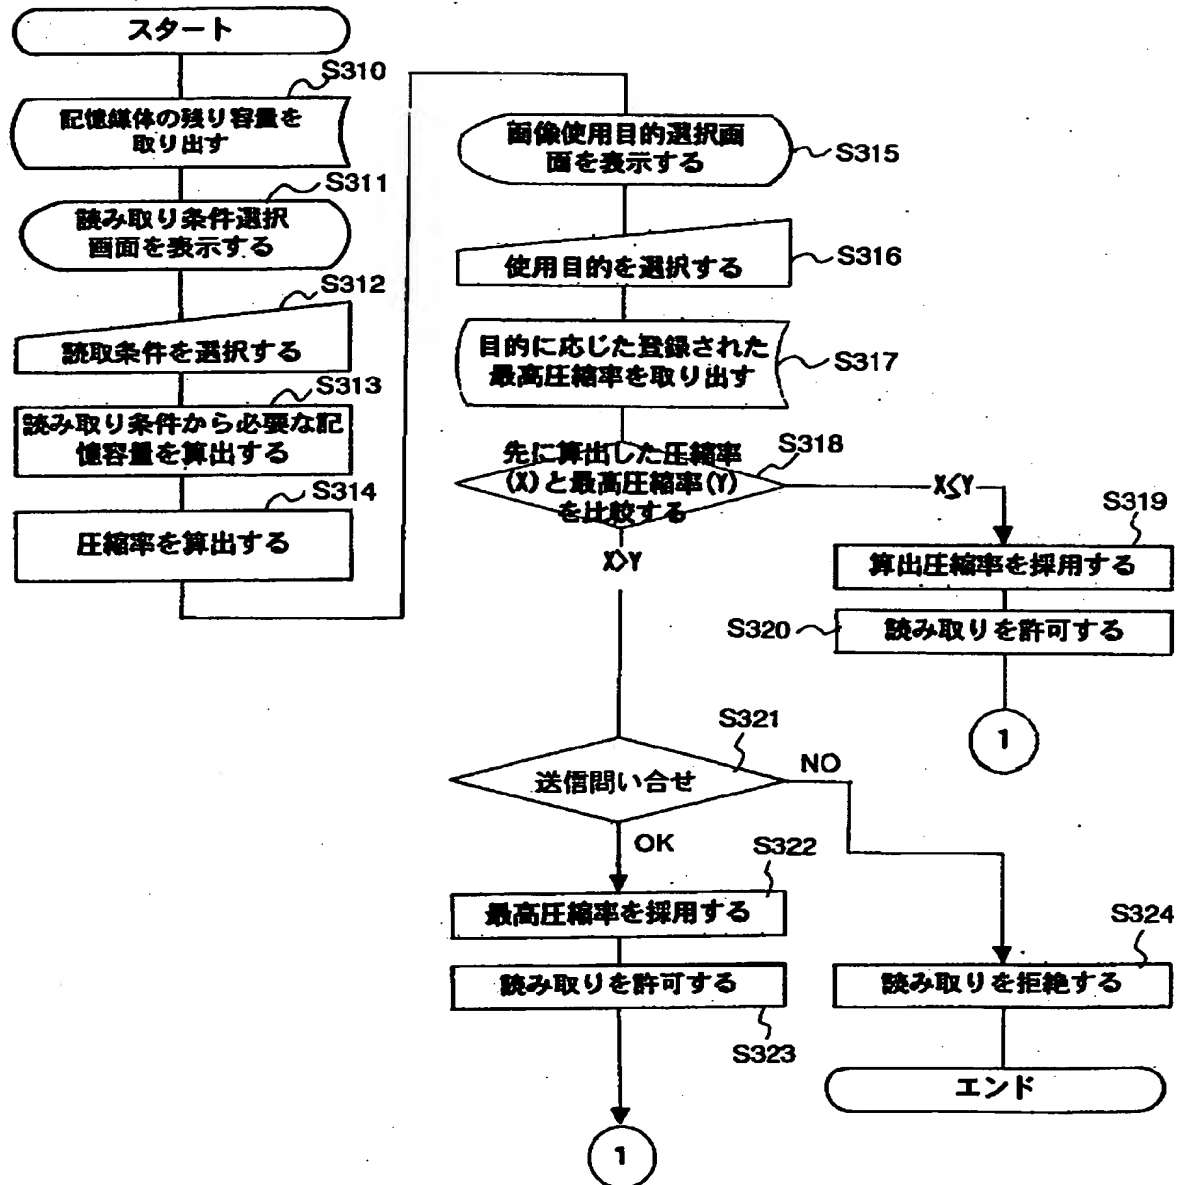 スタート
S310
記憶媒体の残り容量を
取り出す
S311
読み取り条件選択
画面を表示する
S312
読取条件を選択する
S313
読み取り条件から必要な記
憶容量を算出する
S314
圧縮率を算出する
画像使用目的選択画
面を表示する
S315
使用目的を選択する
S316
目的に応じた登録された
最高圧縮率を取り出す
S317
先に算出した圧縮率
(X)と最高圧縮率(Y)
を比較する
S318
X≦Y
X>Y
S319
算出圧縮率を採用する
S320
読み取りを許可する
1
S321
送信問い合せ
NO
OK
S322
最高圧縮率を採用する
読み取りを許可する
S323
1
S324
読み取りを拒絶する
エンド